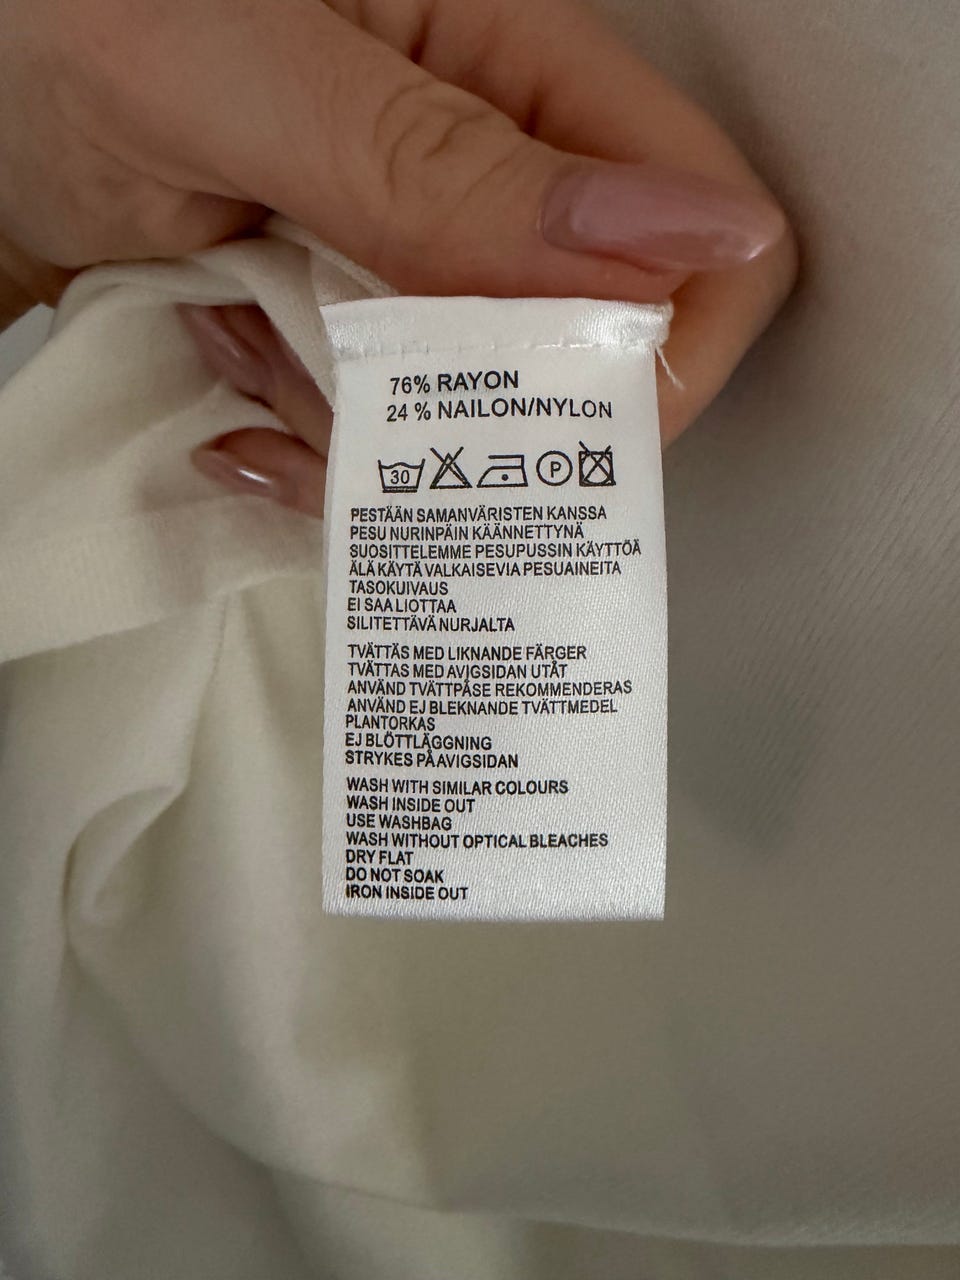 76% RAYON
24 % NAILON/NYLON
30 P
PESTÄÄN SAMANVÄRISTEN KANSSA
PESU NURINPÄIN KÄÄNNETTYNÄ
SUOSITTELEMME PESUPUSSIN KÄYTTÖÄ
ÄLÄ KÄYTÄ VALKAISEVIA PESUAINEITA
TASOKUIVAUS
EI SAA LIOTTAA
SILITETTÄVÄ NURJALTA
TVÄTTÄS MED LIKNANDE FÄRGER
TVÄTTAS MED AVIGSIDAN UTÅT
ANVÄND TVÄTTPÅSE REKOMMENDERAS
ANVÄND EJ BLEKNANDE TVÄTTMEDEL
PLANTORKAS
EJ BLÖTTLÄGGNING
STRYKES PÅ AVIGSIDAN
WASH WITH SIMILAR COLOURS
WASH INSIDE OUT
USE WASHBAG
WASH WITHOUT OPTICAL BLEACHES
DRY FLAT
DO NOT SOAK
IRON INSIDE OUT